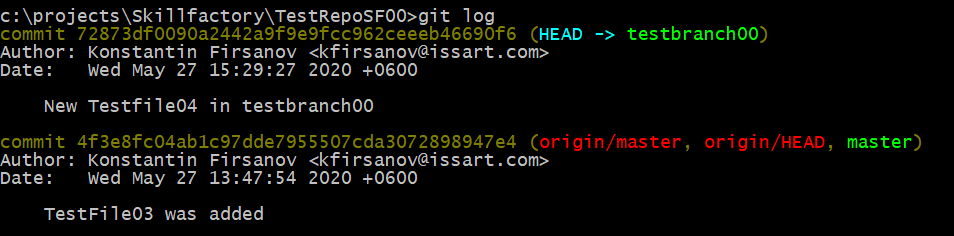 c:\projects\Skillfactory\TestRepoSF00>git log
commit 72873df0090a2442a9f9e9fcc962ceeeb46690f6 (HEAD -> testbranch00)
Author: Konstantin Firsanov <kfirsanov@issart.com>
Date:   Wed May 27 15:29:27 2020 +0600
    New Testfile04 in testbranch00
commit 4f3e8fc04ab1c97dde7955507cda3072898947e4 (origin/master, origin/HEAD, master)
Author: Konstantin Firsanov <kfirsanov@issart.com>
Date:   Wed May 27 13:47:54 2020 +0600
    TestFile03 was added